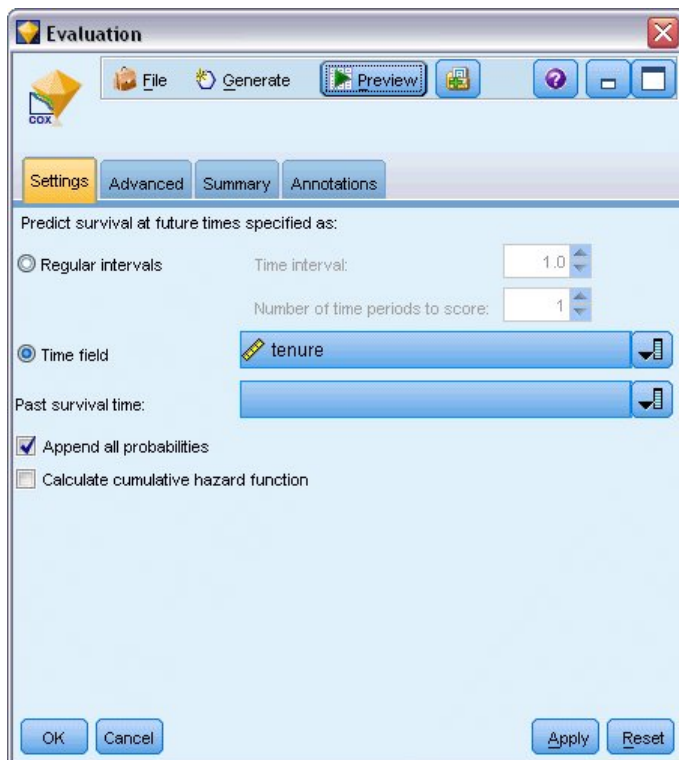 Evaluation
File Generate Preview
COX
Settings Advanced Summary Annotations
Predict survival at future times specified as:
Regular intervals Time interval: 1.0
Number of time periods to score: 1
Time field tenure
Past survival time:
Append all probabilities
Calculate cumulative hazard function
OK Cancel Apply Reset